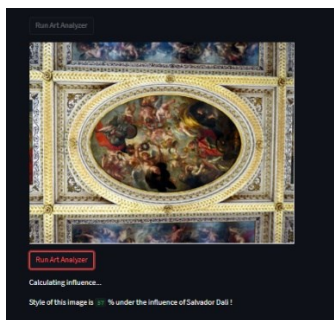 Run Art Analyzer
Run Art Analyzer
Calculating influence...
Style of this image is % under the influence of Salvador Dali !